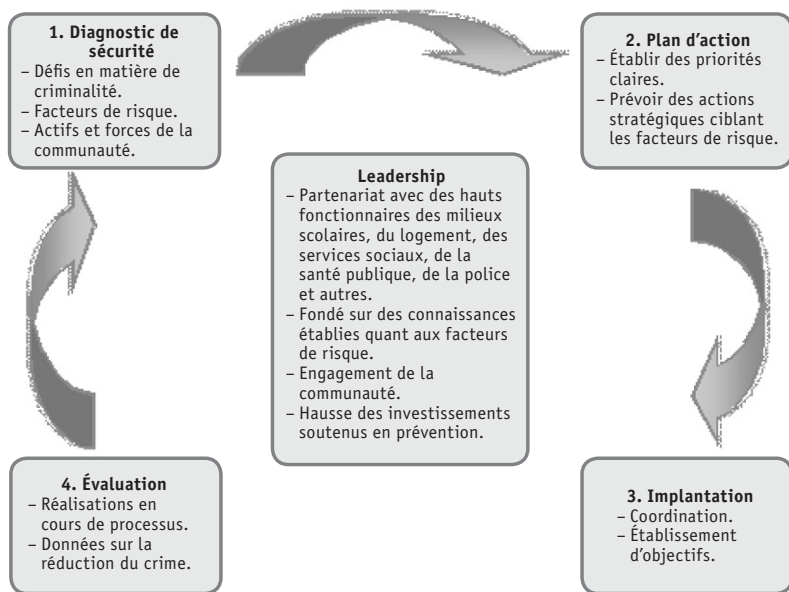 1. Diagnostic de
sécurité
– Défis en matière de
criminalité.
– Facteurs de risque.
– Actifs et forces de la
communauté.
2. Plan d’action
– Établir des priorités
claires.
– Prévoir des actions
stratégiques ciblant
les facteurs de risque.
Leadership
– Partenariat avec des hauts
fonctionnaires des milieux
scolaires, du logement, des
services sociaux, de la
santé publique, de la police
et autres.
– Fondé sur des connaissances
établies quant aux facteurs
de risque.
– Engagement de la
communauté.
– Hausse des investissements
soutenus en prévention.
3. Implantation
– Coordination.
– Établissement
d’objectifs.
4. Évaluation
– Réalisations en
cours de processus.
– Données sur la
réduction du crime.